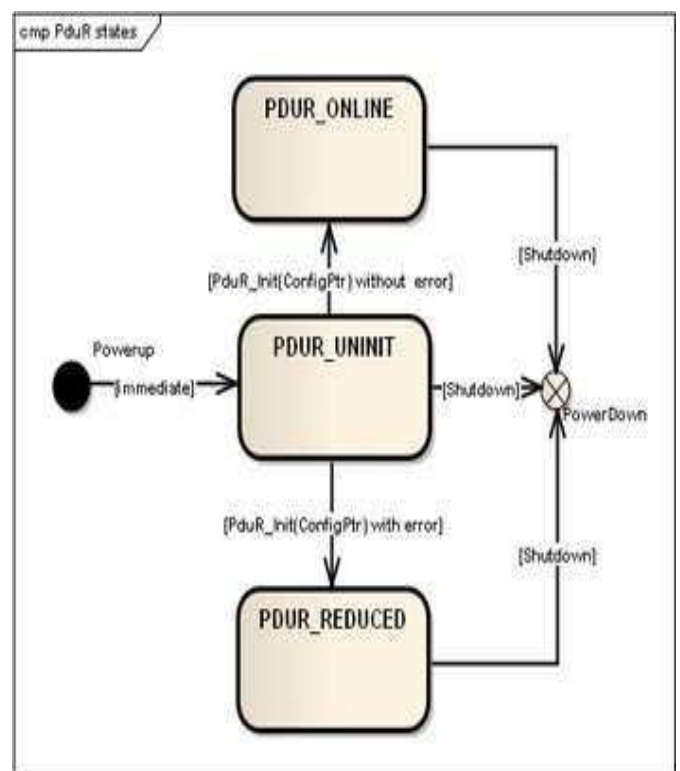 cmp PduR states
PDUR_ONLINE
[Shutdown]
[PduR_Init(ConfigPtr) without error]
Powerup
PDUR_UNINIT
[immediate]
[Shutdown]
PowerDown
[PduR_Init(ConfigPtr) with error]
[Shutdown]
PDUR_REDUCED